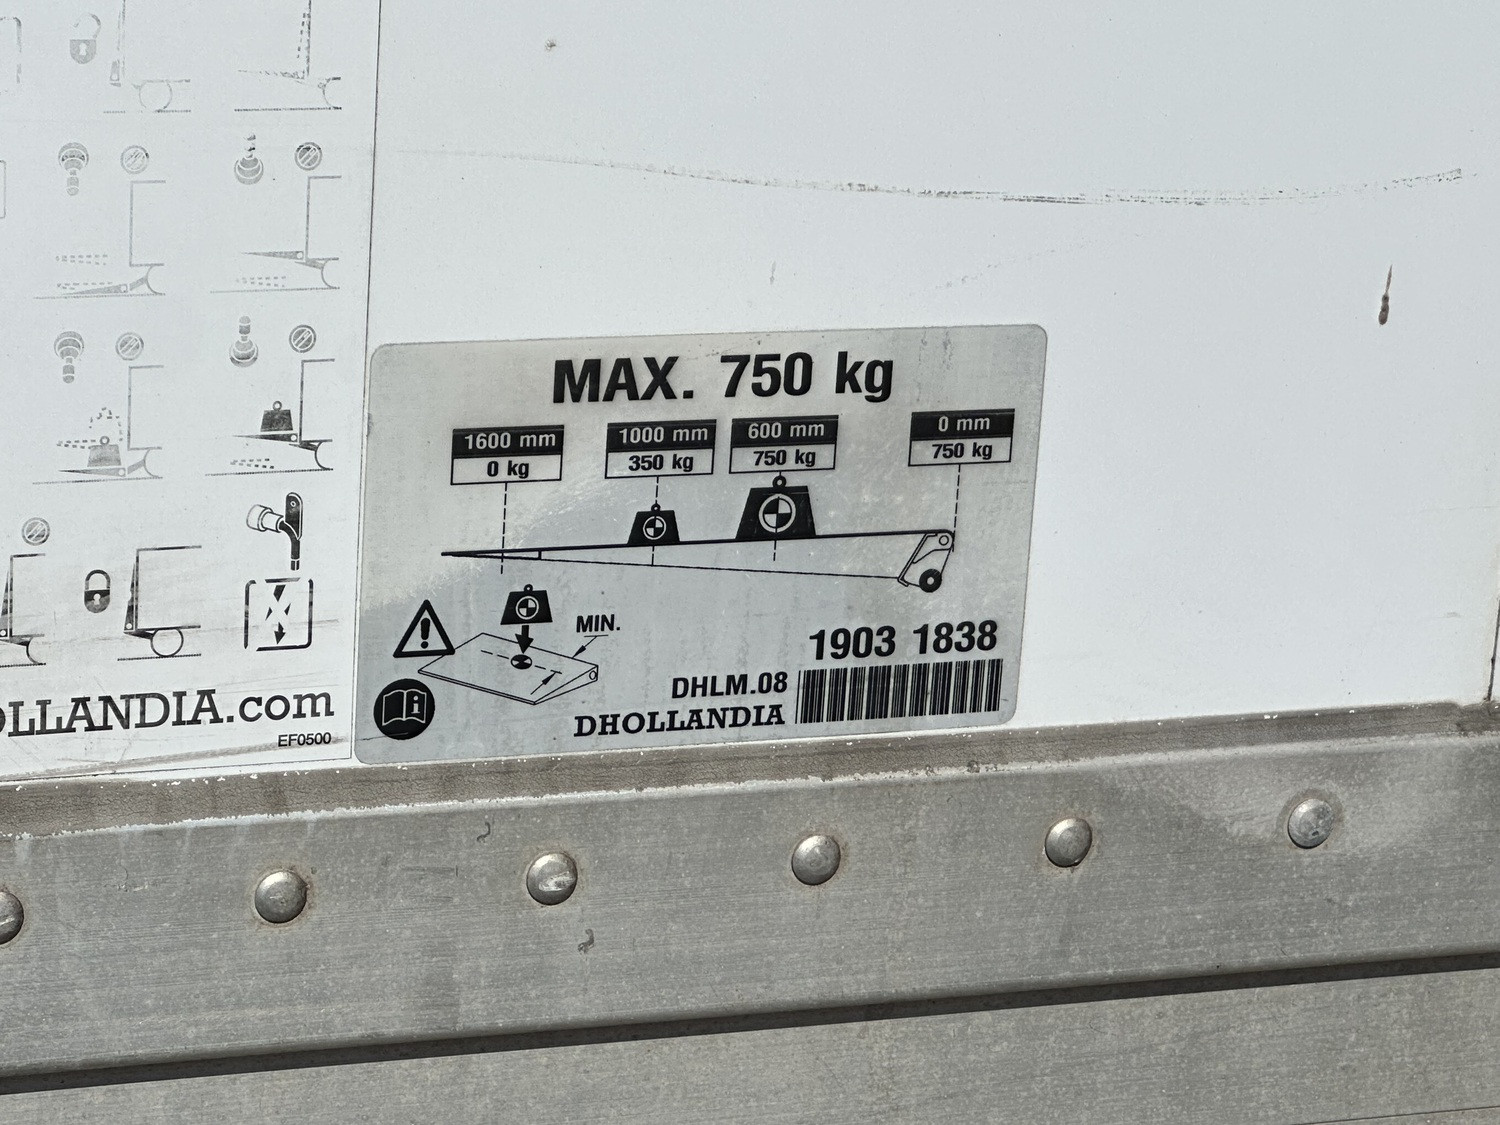 MAX. 750 kg
1600 mm
0 kg
1000 mm
350 kg
600 mm
750 kg
0 mm
750 kg
MIN.
1903 1838
DHLM.08
DHOLLANDIA
OLLANDIA.com
EF0500